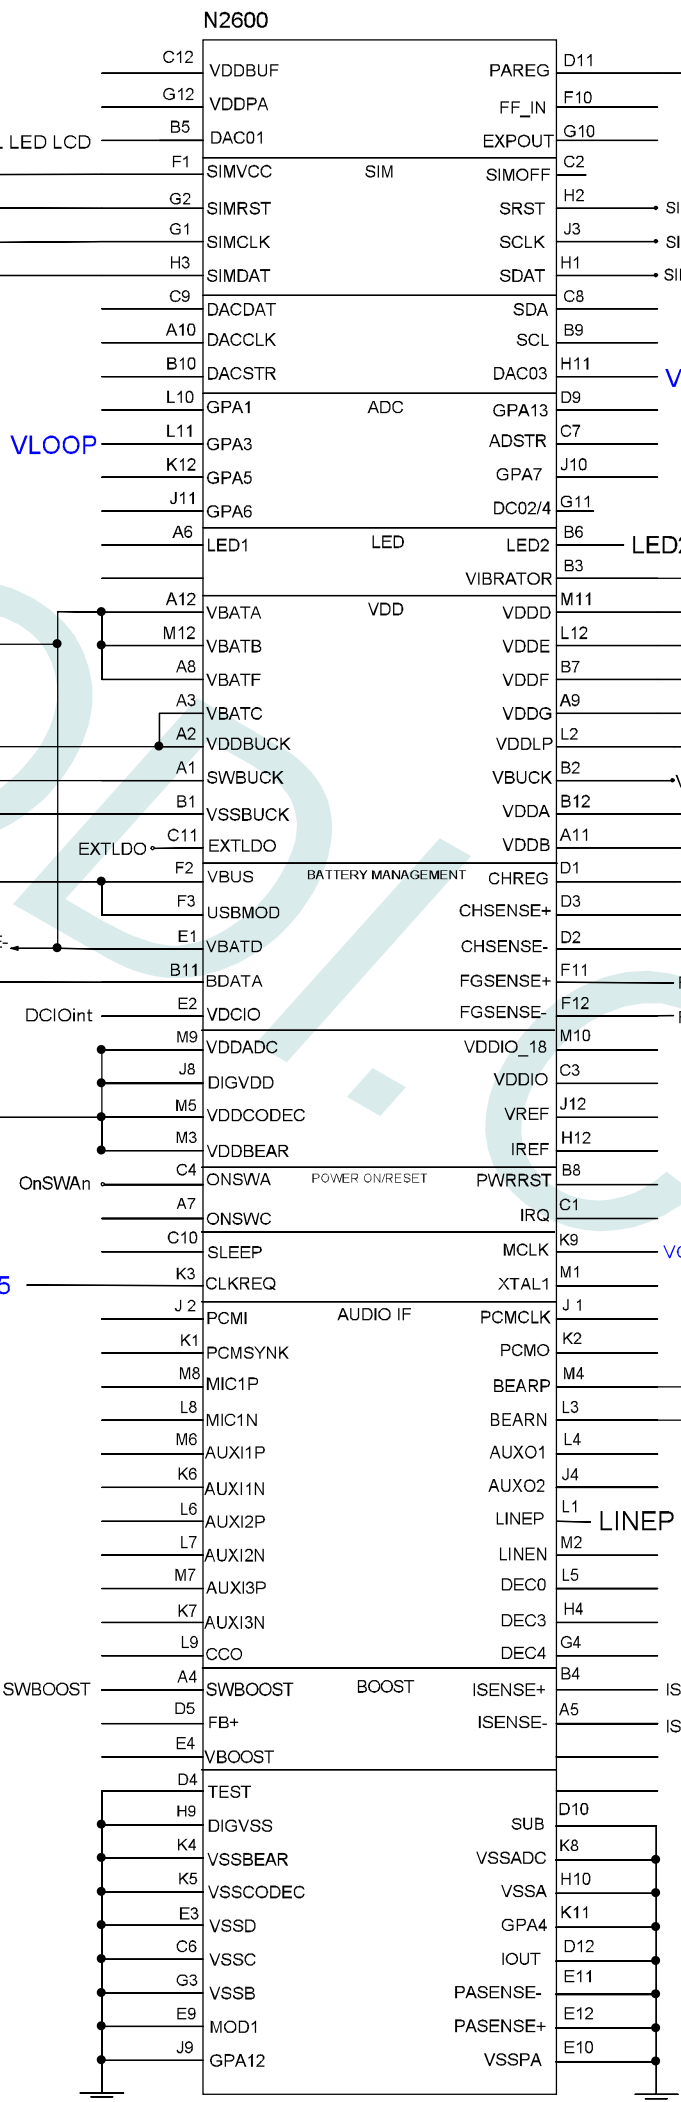 N2600
C12 VDDBUF PAREG D11
G12 VDDPA FF_IN F10
LED LCD B5 DAC01 EXPOUT G10
F1 SIMVCC SIM SIMOFF C2
G2 SIMRST SRST H2 SI
G1 SIMCLK SCLK J3 SI
H3 SIMDAT SDAT H1 SI
C9 DACDAT SDA C8
A10 DACCLK SCL B9
B10 DACSTR DAC03 H11 V
L10 GPA1 ADC GPA13 D9
VLOOP L11 GPA3 ADSTR C7
K12 GPA5 GPA7 J10
J11 GPA6 DC02/4 G11
A6 LED1 LED LED2 B6 LED2
VIBRATOR B3
A12 VBATA VDD VDDD M11
M12 VBATB VDDE L12
A8 VBATF VDDF B7
A3 VBATC VDDG A9
A2 VDDBUCK VDDLP L2
A1 SWBUCK VBUCK B2 V
B1 VSSBUCK VDDA B12
EXTLDO C11 EXTLDO VDDB A11
F2 VBUS BATTERY MANAGEMENT CHREG D1
F3 USBMOD CHSENSE+ D3
E- E1 VBATD CHSENSE- D2
B11 BDATA FGSENSE+ F11 F
DCIOint E2 VDCIO FGSENSE- F12 F
M9 VDDADC VDDIO_18 M10
J8 DIGVDD VDDIO C3
M5 VDDCODEC VREF J12
M3 VDDBEAR IREF H12
OnSWAn C4 ONSWA POWER ON/RESET PWRRST B8
A7 ONSWC IRQ C1
C10 SLEEP MCLK K9 VC
5 K3 CLKREQ XTAL1 M1
J 2 PCMI AUDIO IF PCMCLK J 1
K1 PCMSYNK PCMO K2
M8 MIC1P BEARP M4
L8 MIC1N BEARN L3
M6 AUXI1P AUXO1 L4
K6 AUXI1N AUXO2 J4
L6 AUXI2P LINEP L1 LINEP
L7 AUXI2N LINEN M2
M7 AUXI3P DEC0 L5
K7 AUXI3N DEC3 H4
L9 CCO DEC4 G4
SWBOOST A4 SWBOOST BOOST ISENSE+ B4 IS
D5 FB+ ISENSE- A5 IS
E4 VBOOST
D4 TEST
H9 DIGVSS SUB D10
K4 VSSBEAR VSSADC K8
K5 VSSCODEC VSSA H10
E3 VSSD GPA4 K11
C6 VSSC IOUT D12
G3 VSSB PASENSE- E11
E9 MOD1 PASENSE+ E12
J9 GPA12 VSSPA E10